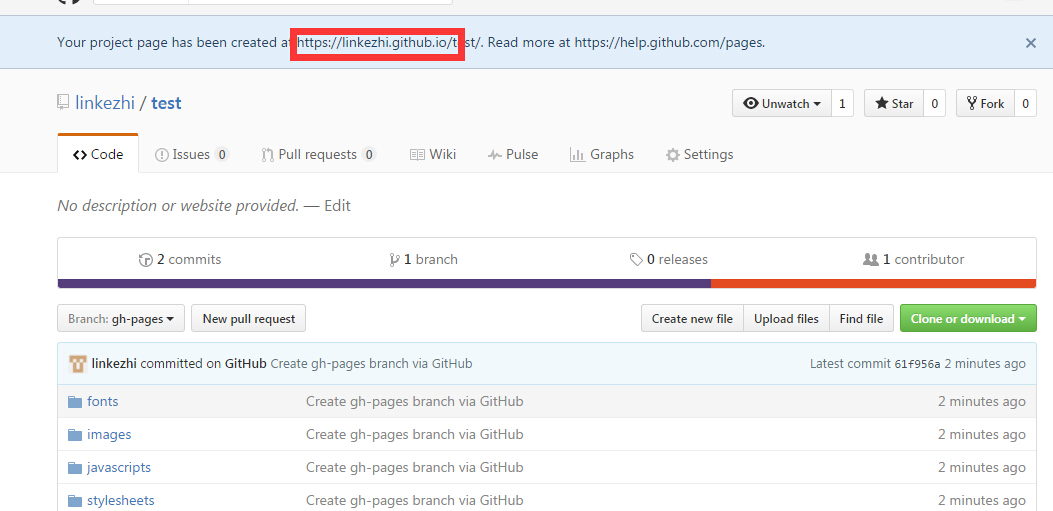 Your project page has been created at https://linkezhi.github.io/test/. Read more at https://help.github.com/pages.
linkezhi / test
Unwatch 1 Star 0 Fork 0
Code Issues 0 Pull requests 0 Wiki Pulse Graphs Settings
No description or website provided. — Edit
2 commits 1 branch 0 releases 1 contributor
Branch: gh-pages New pull request Create new file Upload files Find file Clone or download
linkezhi committed on GitHub Create gh-pages branch via GitHub Latest commit 61f956a 2 minutes ago
fonts Create gh-pages branch via GitHub 2 minutes ago
images Create gh-pages branch via GitHub 2 minutes ago
javascripts Create gh-pages branch via GitHub 2 minutes ago
stylesheets Create gh-pages branch via GitHub 2 minutes ago